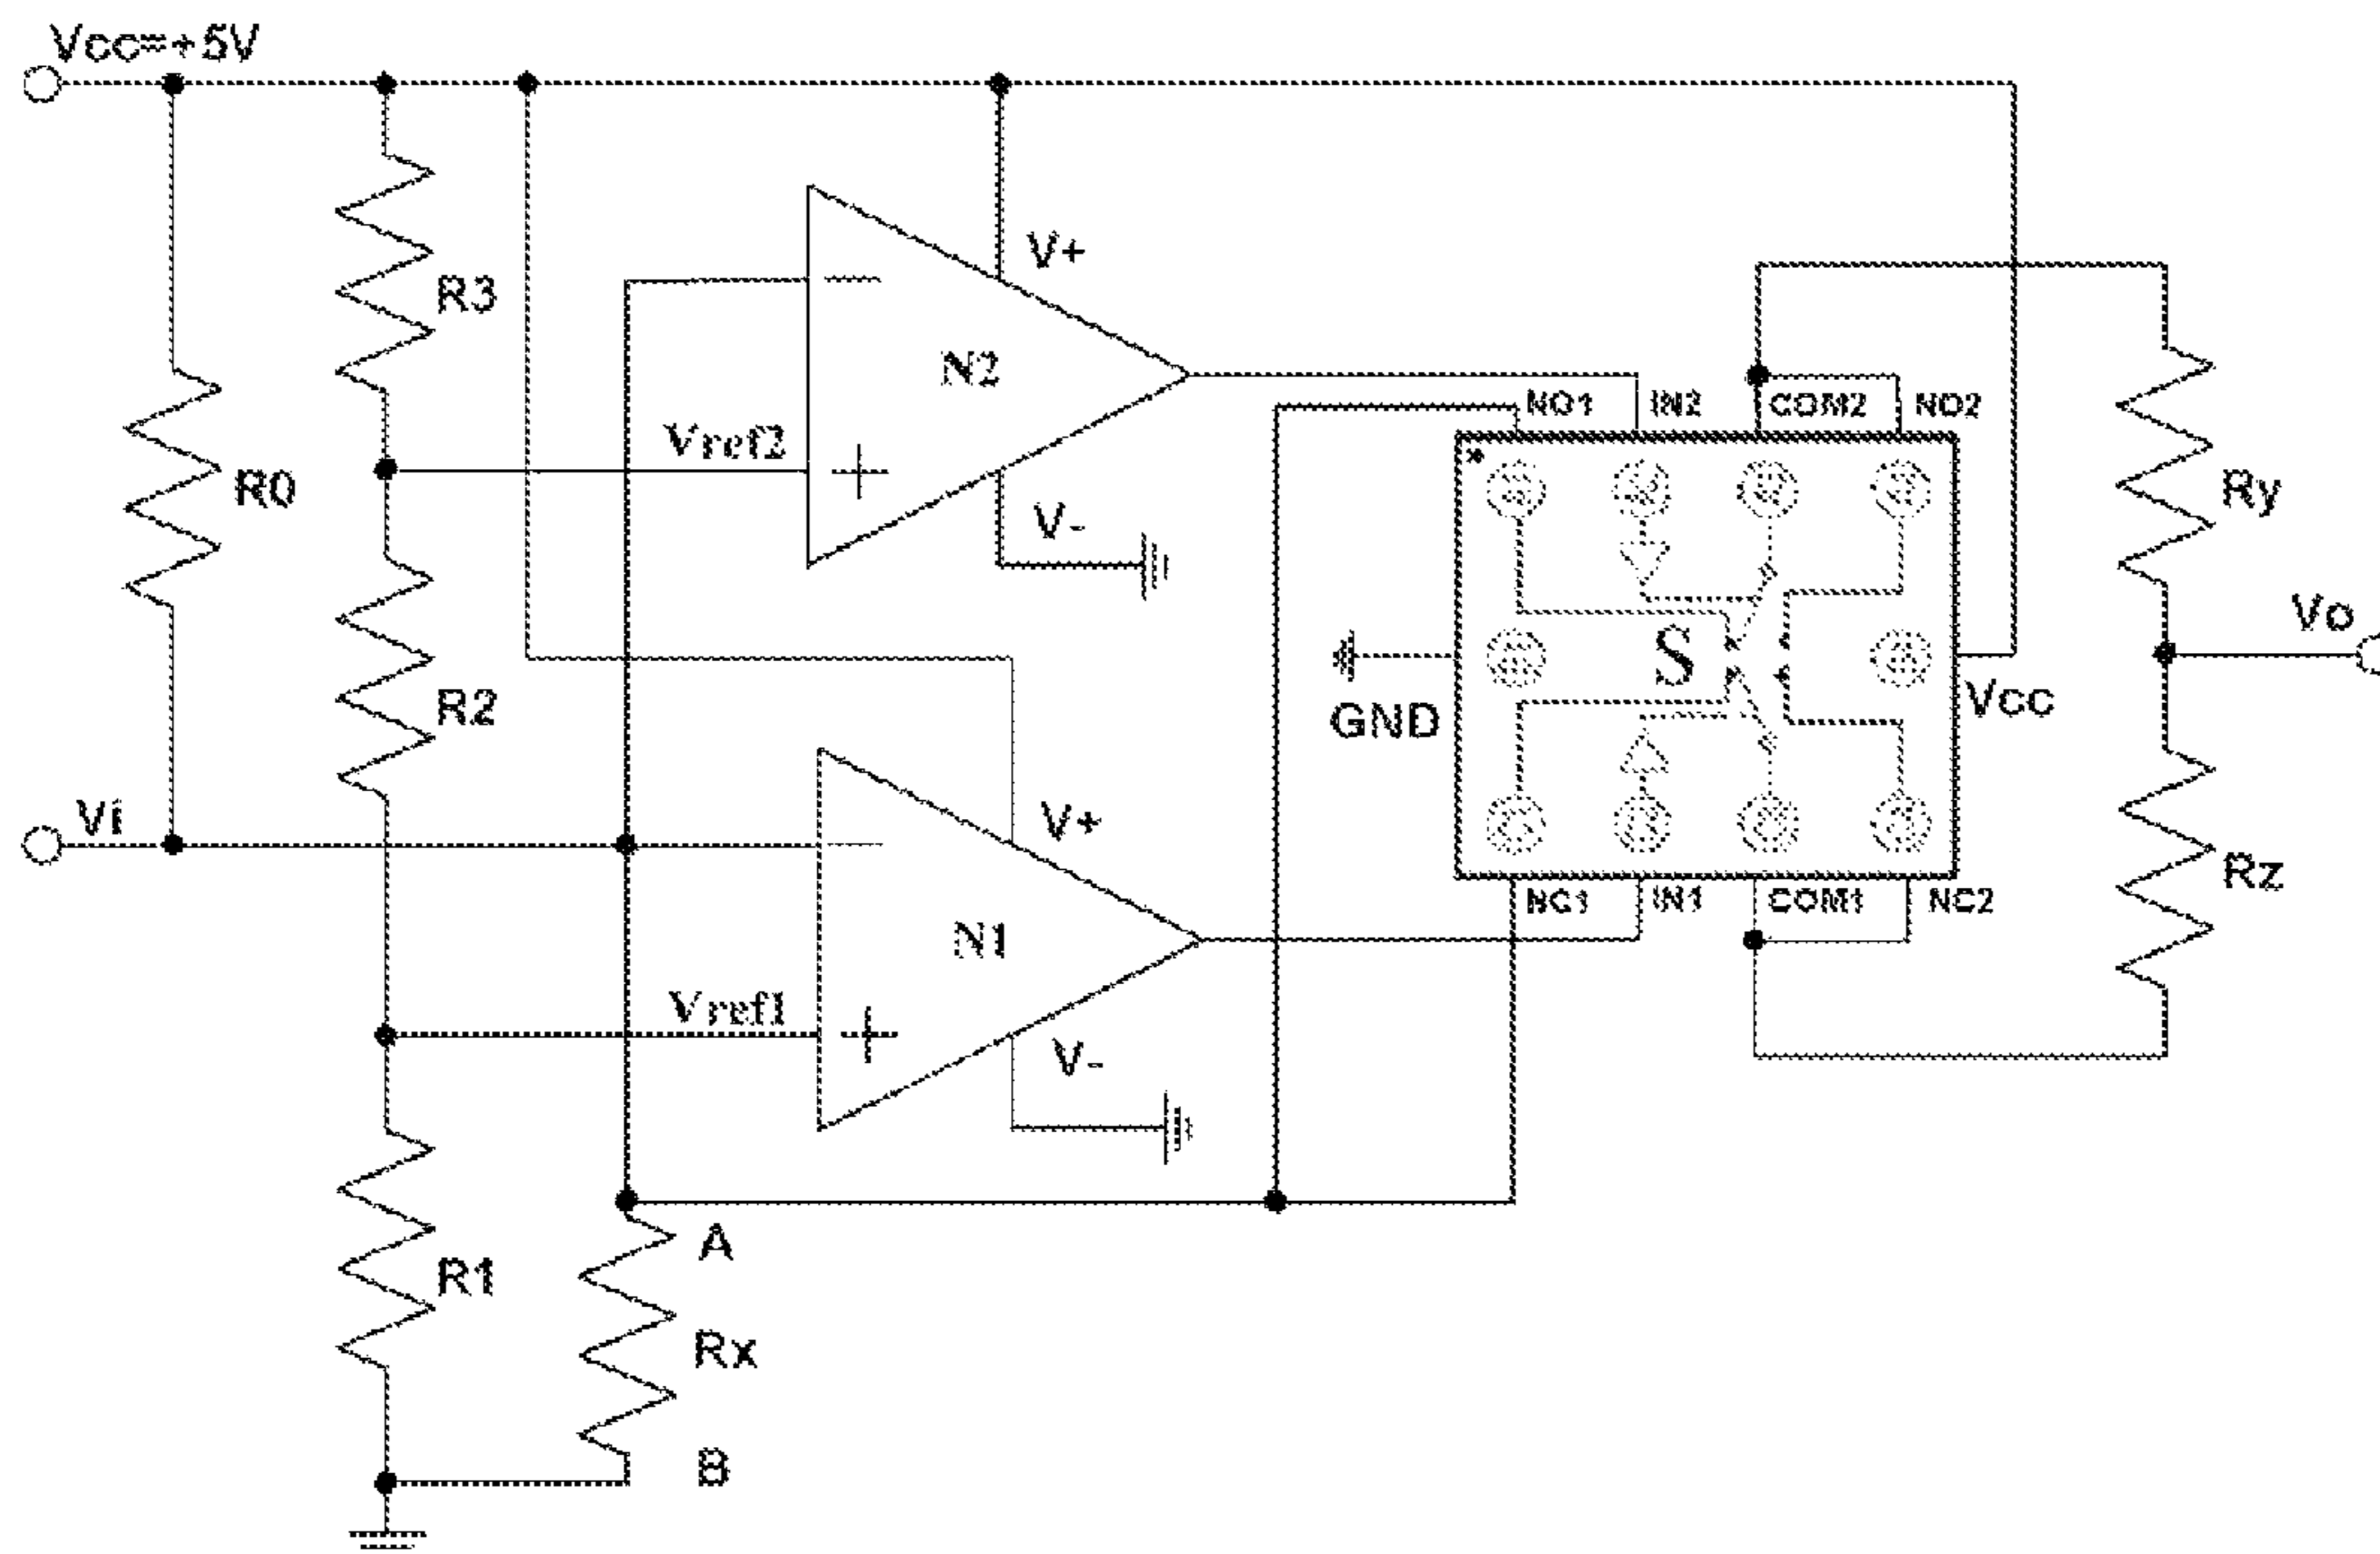 Vcc=+5V
R3
V+
N2
NO1 IN2 COM2 NO2
Vref2
R0
Ry
V-
Vo
S
R2
GND
Vcc
Vi
V+
Rz
NC1 IN1 COM1 NC2
N1
Vref1
V-
A
R1
Rx
B